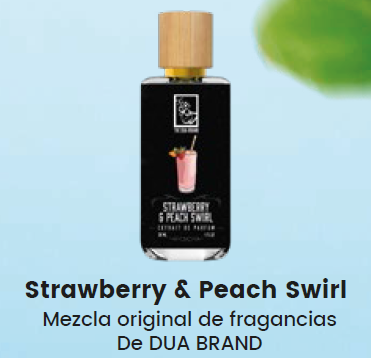 THE DUA BRAND
STRAWBERRY
& PEACH SWIRL
EXTRAIT DE PARFUM
Strawberry & Peach Swirl
Mezcla original de fragancias
De DUA BRAND